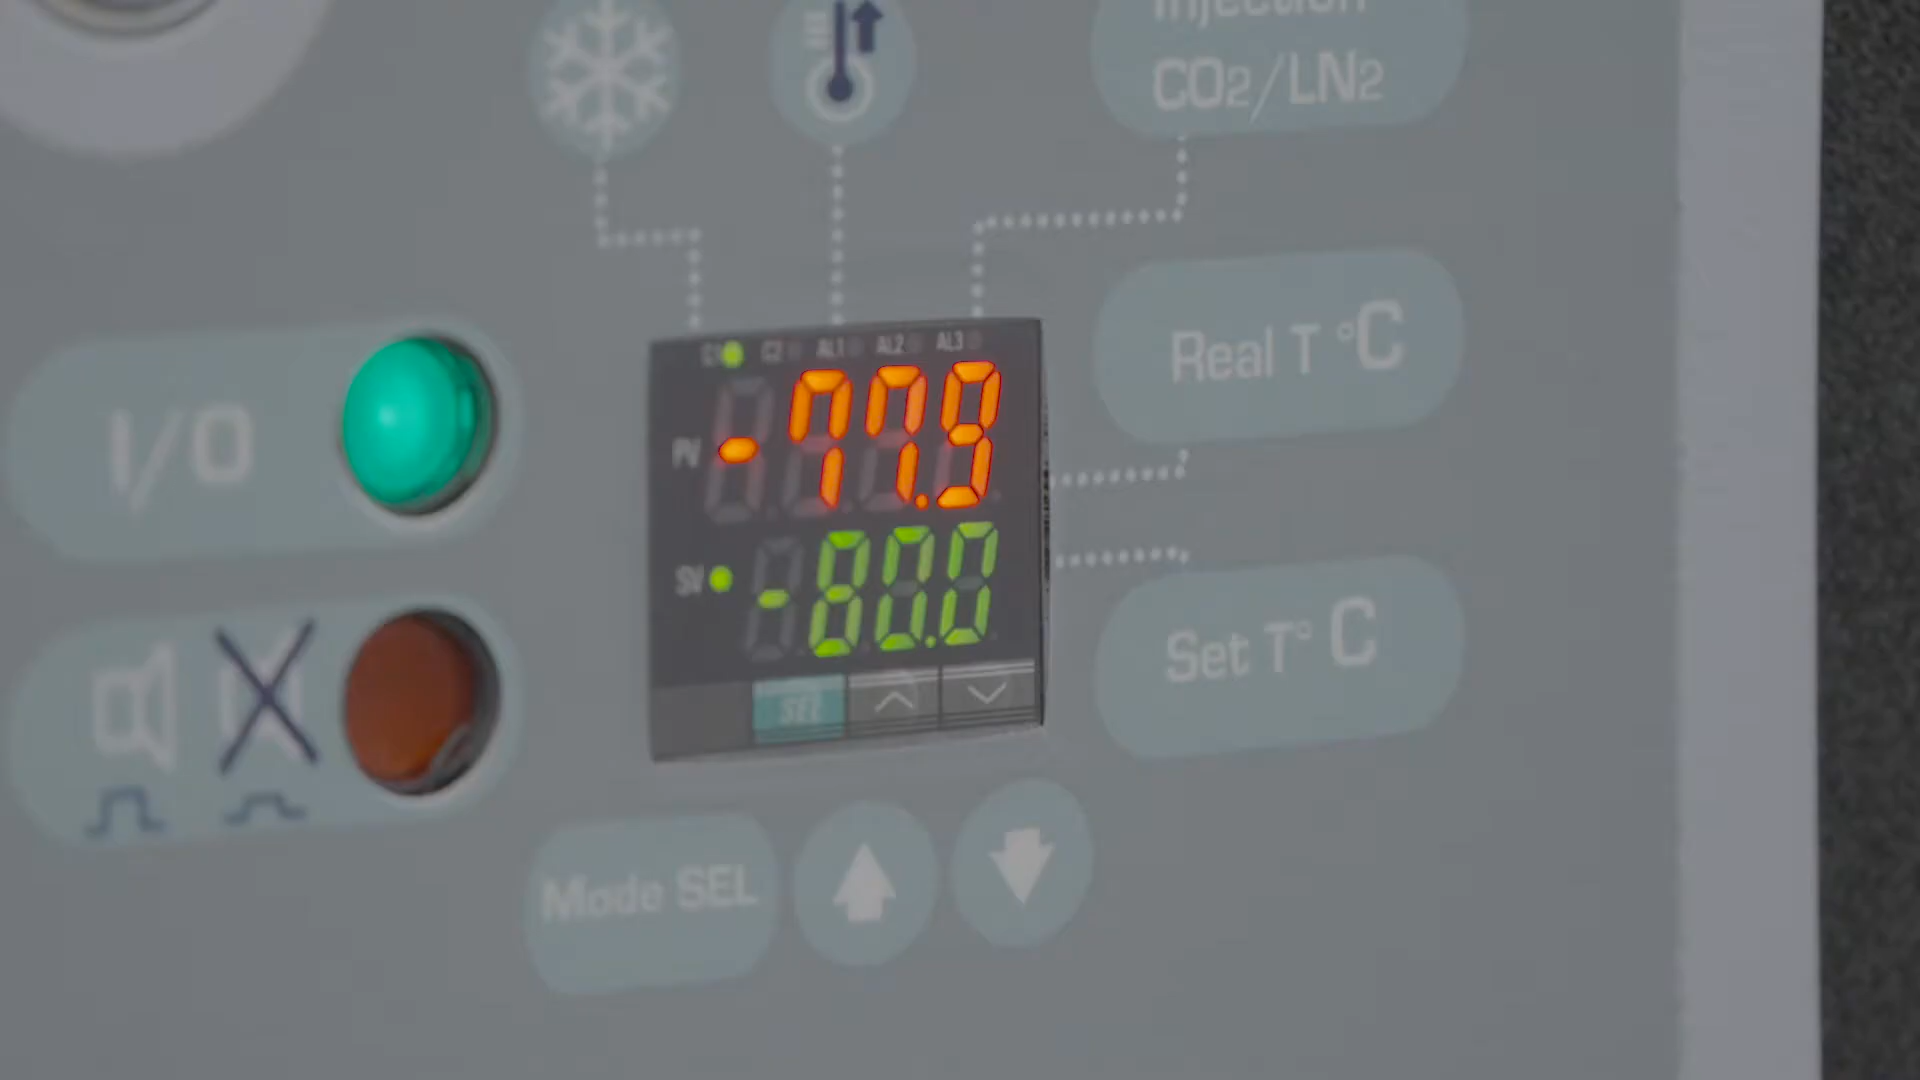 Injection
CO2/LN2
C1 C2 AL1 AL2 AL3
Real T °C
I/O
PV -77.9
SV -80.0
Set T° C
SEL
Mode SEL